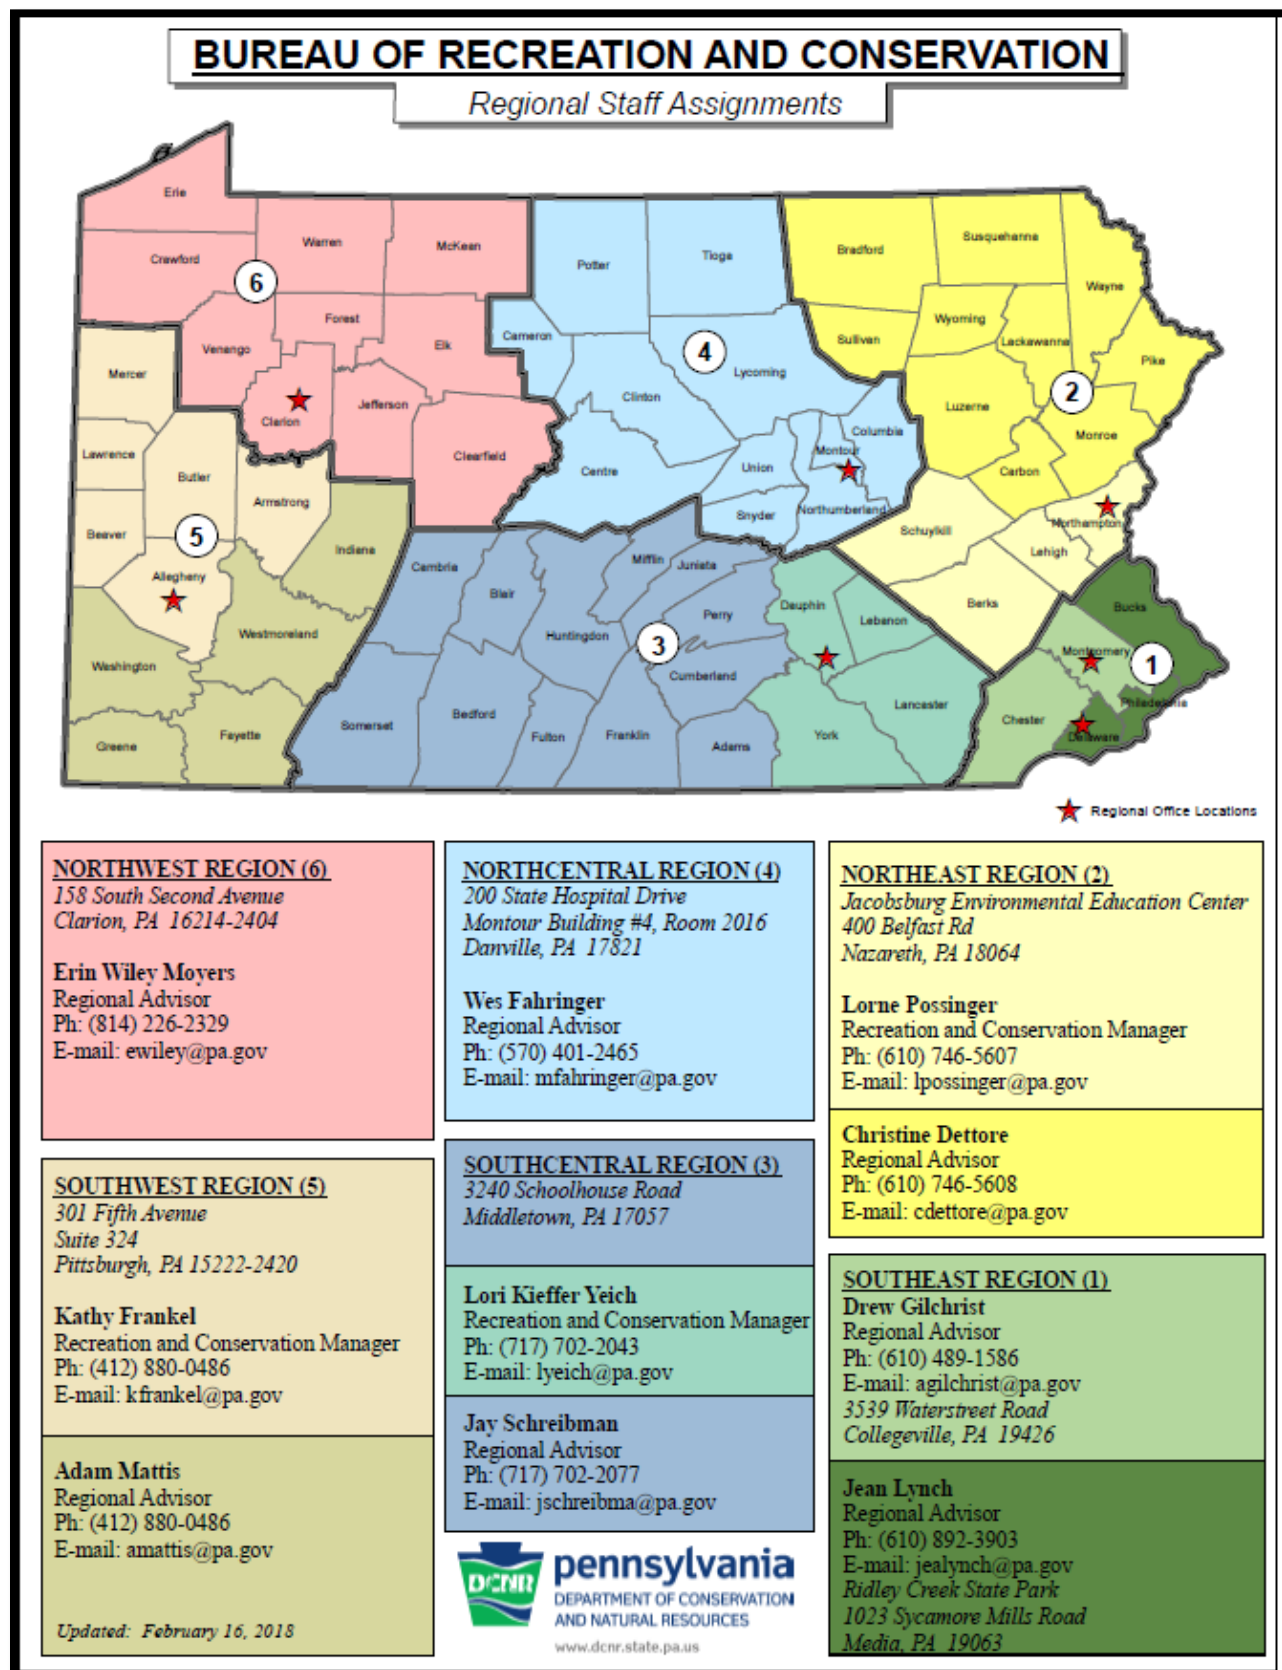 BUREAU OF RECREATION AND CONSERVATION
Regional Staff Assignments
Erie
Warren
McKean
Crawford
6
Forest
Venango
Elk
Jefferson
Clarion
Clearfield
Potter
Tioga
Cameron
4
Lycoming
Clinton
Columbia
Montour
Centre
Union
Snyder
Northumberland
Bradford
Susquehanna
Wayne
Wyoming
Sullivan
Lackawanna
Pike
2
Luzerne
Monroe
Carbon
Northampton
Schuylkill
Lehigh
Berks
Mercer
Lawrence
Butler
Armstrong
Beaver
5
Indiana
Allegheny
Westmoreland
Washington
Greene
Fayette
Cambria
Blair
Mifflin
Juniata
Huntingdon
Perry
3
Cumberland
Somerset
Bedford
Fulton
Franklin
Adams
Dauphin
Lebanon
Lancaster
York
Bucks
Montgomery
1
Chester
Philadelphia
Delaware
Regional Office Locations
NORTHWEST REGION (6)
158 South Second Avenue
Clarion, PA 16214-2404
Erin Wiley Moyers
Regional Advisor
Ph: (814) 226-2329
E-mail: ewiley@pa.gov
NORTHCENTRAL REGION (4)
200 State Hospital Drive
Montour Building #4, Room 2016
Danville, PA 17821
Wes Fahringer
Regional Advisor
Ph: (570) 401-2465
E-mail: mfahringer@pa.gov
NORTHEAST REGION (2)
Jacobsburg Environmental Education Center
400 Belfast Rd
Nazareth, PA 18064
Lorne Possinger
Recreation and Conservation Manager
Ph: (610) 746-5607
E-mail: lpossinger@pa.gov
Christine Dettore
Regional Advisor
Ph: (610) 746-5608
E-mail: cdettore@pa.gov
SOUTHWEST REGION (5)
301 Fifth Avenue
Suite 324
Pittsburgh, PA 15222-2420
Kathy Frankel
Recreation and Conservation Manager
Ph: (412) 880-0486
E-mail: kfrankel@pa.gov
Adam Mattis
Regional Advisor
Ph: (412) 880-0486
E-mail: amattis@pa.gov
Updated: February 16, 2018
SOUTHCENTRAL REGION (3)
3240 Schoolhouse Road
Middletown, PA 17057
Lori Kieffer Yeich
Recreation and Conservation Manager
Ph: (717) 702-2043
E-mail: lyeich@pa.gov
Jay Schreibman
Regional Advisor
Ph: (717) 702-2077
E-mail: jschreibma@pa.gov
SOUTHEAST REGION (1)
Drew Gilchrist
Regional Advisor
Ph: (610) 489-1586
E-mail: agilchrist@pa.gov
3539 Waterstreet Road
Collegeville, PA 19426
Jean Lynch
Regional Advisor
Ph: (610) 892-3903
E-mail: jealynch@pa.gov
Ridley Creek State Park
1023 Sycamore Mills Road
Media, PA 19063
DCNR
pennsylvania
DEPARTMENT OF CONSERVATION
AND NATURAL RESOURCES
www.dcnr.state.pa.us